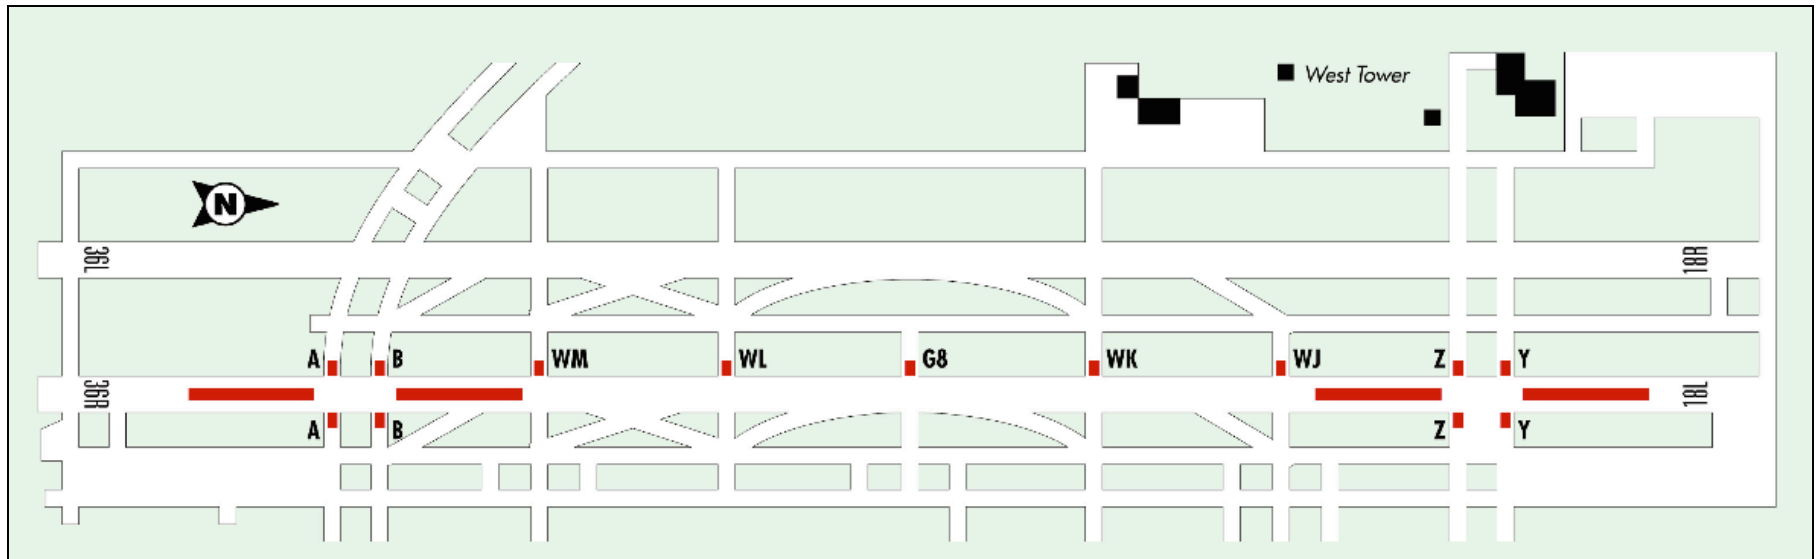 West Tower
N
36L
18R
A B WM WL G8 WK WJ Z Y
36R
18L
A B Z Y